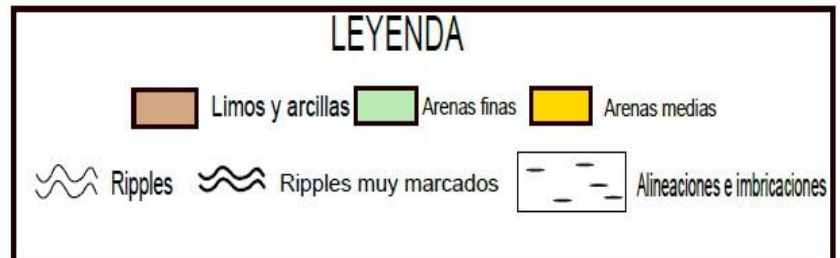 LEYENDA
Limos y arcillas Arenas finas Arenas medias
Ripples Ripples muy marcados Alineaciones e imbricaciones